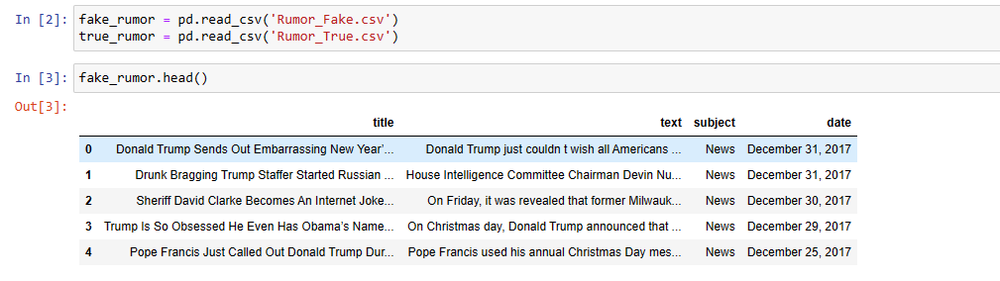 In [2]: fake_rumor = pd.read_csv('Rumor_Fake.csv')
true_rumor = pd.read_csv('Rumor_True.csv')
In [3]: fake_rumor.head()
Out[3]:
title text subject date
0 Donald Trump Sends Out Embarrassing New Year’... Donald Trump just couldn t wish all Americans ... News December 31, 2017
1 Drunk Bragging Trump Staffer Started Russian ... House Intelligence Committee Chairman Devin Nu... News December 31, 2017
2 Sheriff David Clarke Becomes An Internet Joke... On Friday, it was revealed that former Milwauk... News December 30, 2017
3 Trump Is So Obsessed He Even Has Obama’s Name... On Christmas day, Donald Trump announced that ... News December 29, 2017
4 Pope Francis Just Called Out Donald Trump Dur... Pope Francis used his annual Christmas Day mes... News December 25, 2017